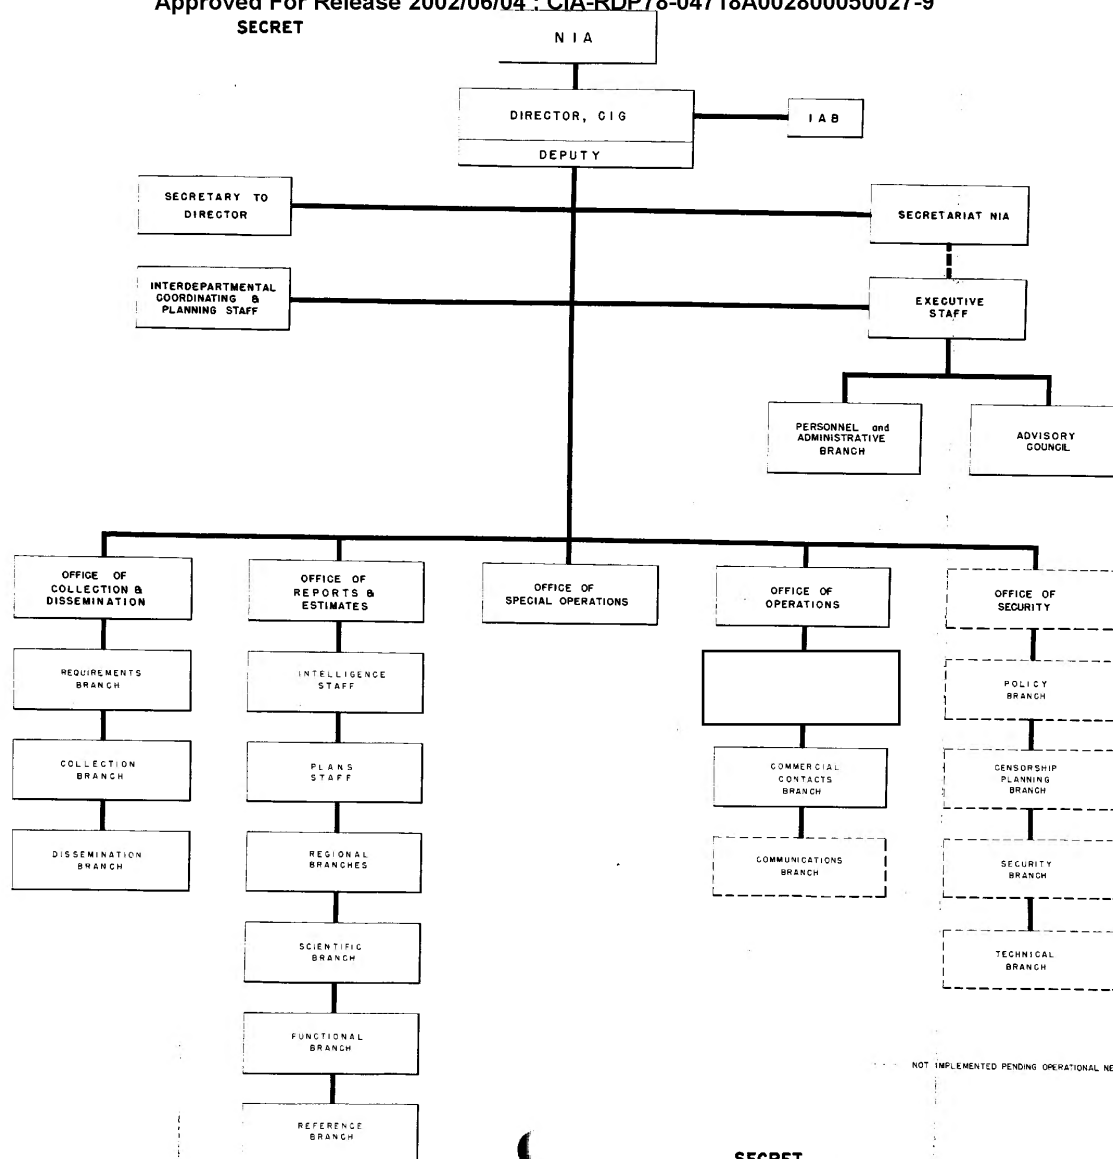 Approved For Release 2002/06/04 : CIA-RDP78-04718A002800050027-9
SECRET
NIA
DIRECTOR, CIG
DEPUTY
IAB
SECRETARY TO
DIRECTOR
SECRETARIAT NIA
INTERDEPARTMENTAL
COORDINATING &
PLANNING STAFF
EXECUTIVE
STAFF
PERSONNEL and
ADMINISTRATIVE
BRANCH
ADVISORY
COUNCIL
OFFICE OF
COLLECTION &
DISSEMINATION
OFFICE OF
REPORTS &
ESTIMATES
OFFICE OF
SPECIAL OPERATIONS
OFFICE OF
OPERATIONS
OFFICE OF
SECURITY
REQUIREMENTS
BRANCH
INTELLIGENCE
STAFF
POLICY
BRANCH
COLLECTION
BRANCH
PLANS
STAFF
COMMERCIAL
CONTACTS
BRANCH
CENSORSHIP
PLANNING
BRANCH
DISSEMINATION
BRANCH
REGIONAL
BRANCHES
COMMUNICATIONS
BRANCH
SECURITY
BRANCH
SCIENTIFIC
BRANCH
TECHNICAL
BRANCH
FUNCTIONAL
BRANCH
NOT IMPLEMENTED PENDING OPERATIONAL NE
REFERENCE
BRANCH
SECRET